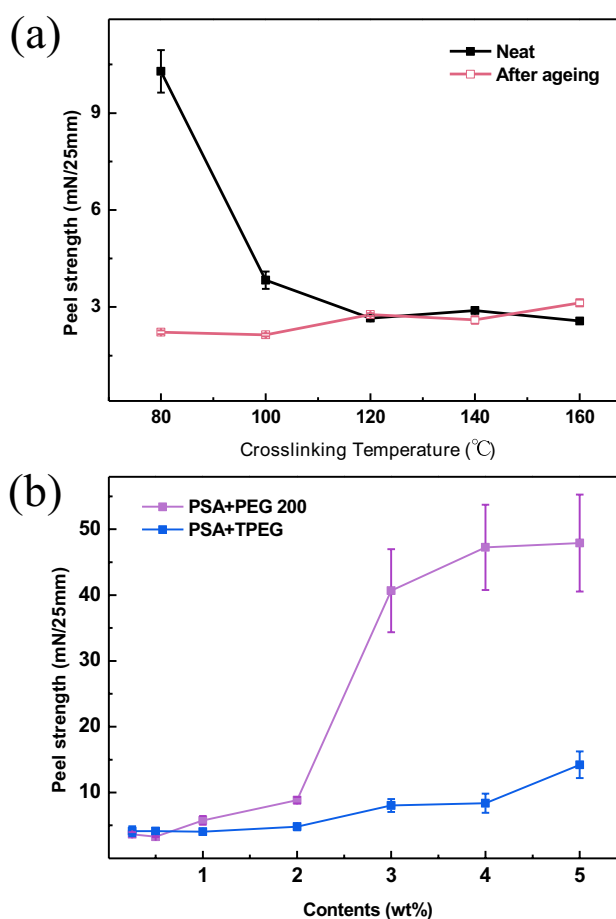 (a)
Neat
After ageing
Peel strength (mN/25mm)
9
6
3
80 100 120 140 160
Crosslinking Temperature (℃)
(b)
PSA+PEG 200
PSA+TPEG
Peel strength (mN/25mm)
50
40
30
20
10
1 2 3 4 5
Contents (wt%)